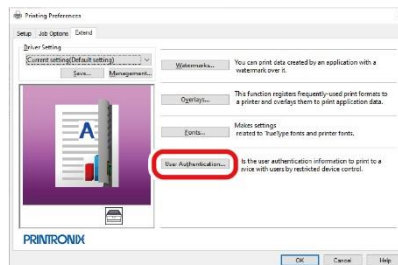 Printing Preferences
Setup Job Options Extend
Driver Setting
Current setting(Default setting)
Save... Management...
Watermarks...
You can print data created by an application with a
watermark over it.
Overlays...
This function registers frequently-used print formats to
a printer and overlays them to print application data.
Fonts...
Makes settings
related to TrueType fonts and printer fonts.
User Authentication...
is the user authentication information to print to a
vice with users by restricted device control.
A
PRINTRONIX
OK Cancel Help